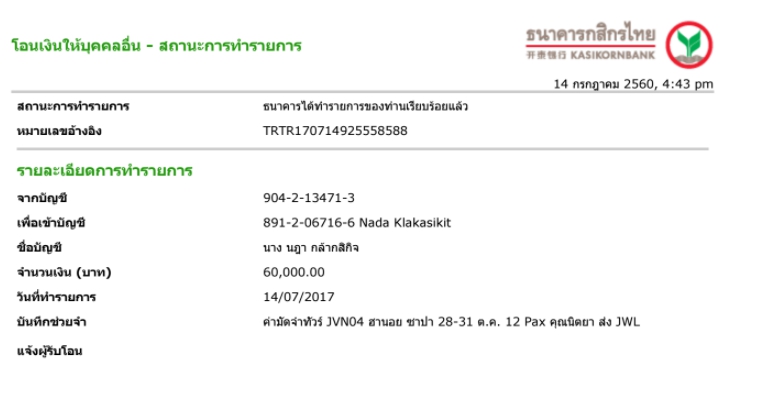 โอนเงินให้บุคคลอื่น - สถานะการทำรายการ
ธนาคารกสิกรไทย
开泰银行 KASIKORNBANK
14 กรกฎาคม 2560, 4:43 pm
สถานะการทำรายการ ธนาคารได้ทำรายการของท่านเรียบร้อยแล้ว
หมายเลขอ้างอิง TRTR170714925558588
รายละเอียดการทำรายการ
จากบัญชี 904-2-13471-3
เพื่อเข้าบัญชี 891-2-06716-6 Nada Klakasikit
ชื่อบัญชี นาง นฎา กล้ากสิกิจ
จำนวนเงิน (บาท) 60,000.00
วันที่ทำรายการ 14/07/2017
บันทึกช่วยจำ ค่ามัดจำทัวร์ JVN04 ฮานอย ซาปา 28-31 ต.ค. 12 Pax คุณนิตยา ส่ง JWL
แจ้งผู้รับโอน